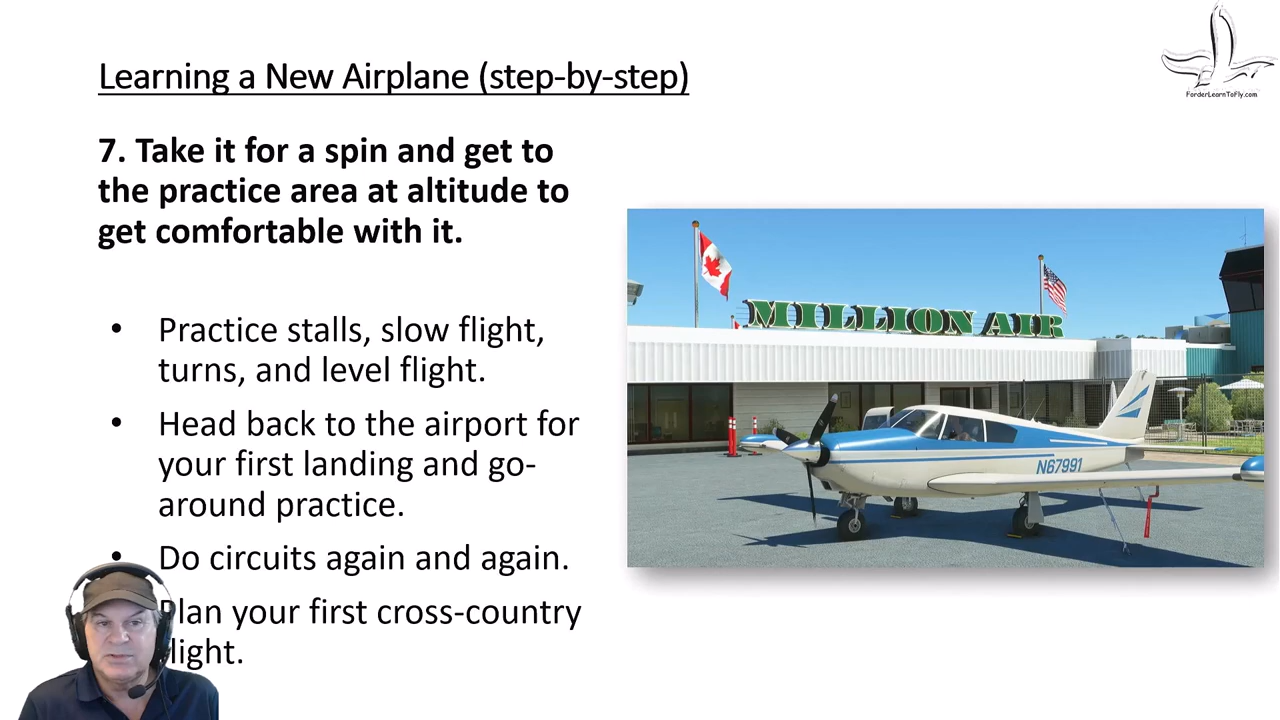 Learning a New Airplane (step-by-step)
ForderLearnToFly.com
7. Take it for a spin and get to
the practice area at altitude to
get comfortable with it.
• Practice stalls, slow flight,
turns, and level flight.
• Head back to the airport for
your first landing and go-
around practice.
• Do circuits again and again.
Plan your first cross-country
light.
MILLION AIR
N67991